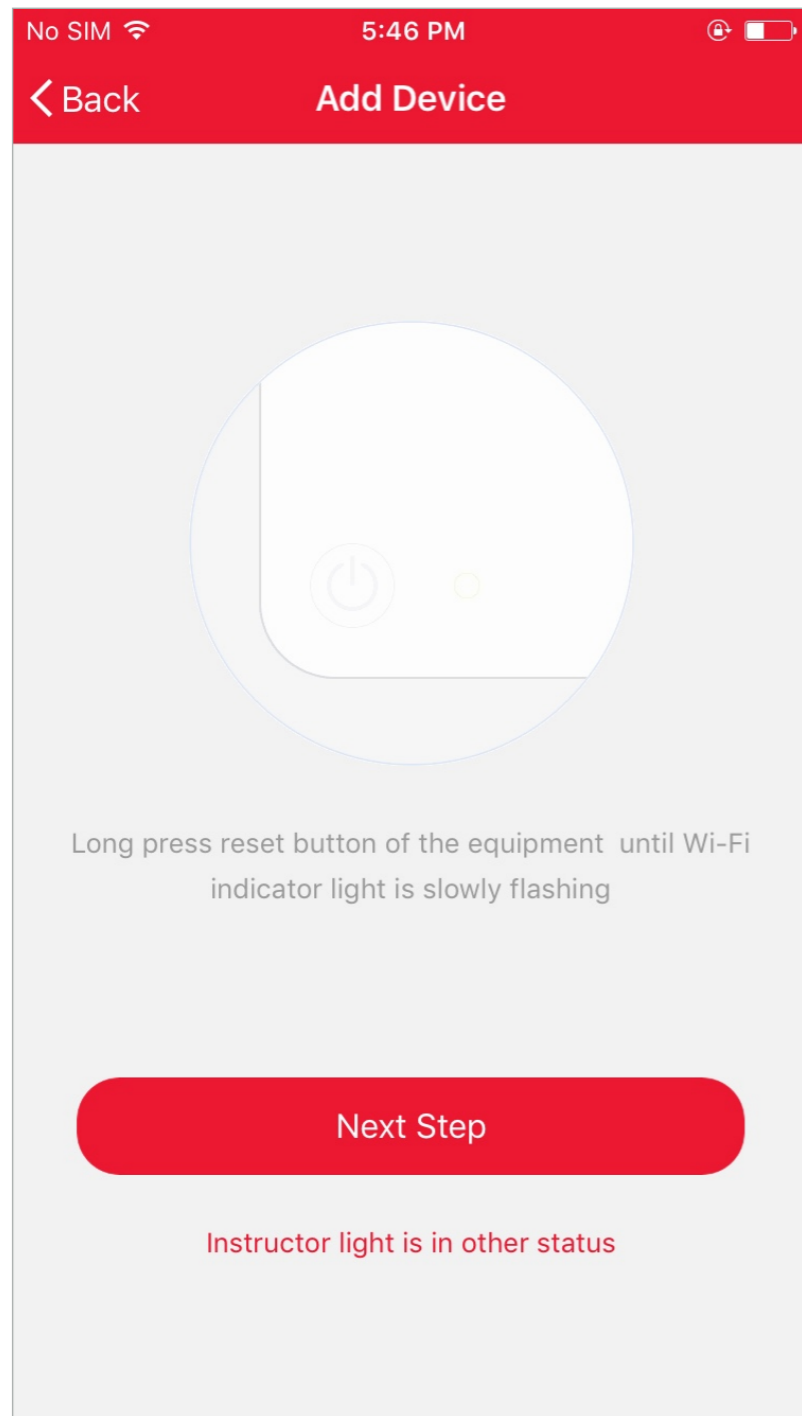 No SIM 5:46 PM
Back Add Device
Long press reset button of the equipment  until Wi-Fi
indicator light is slowly flashing
Next Step
Instructor light is in other status